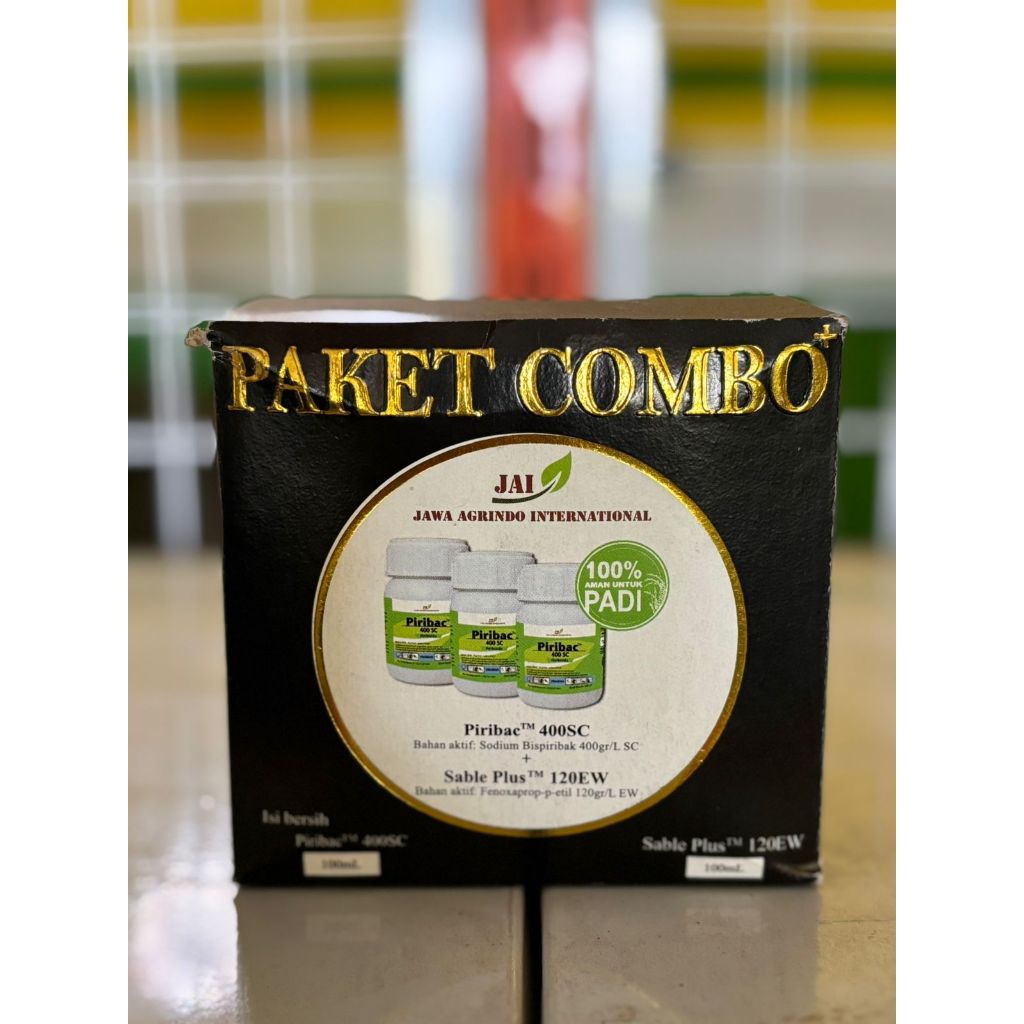 PAKET COMBO+
JAI
JAWA AGRINDO INTERNATIONAL
100%
AMAN UNTUK
PADI
Piribac
400 SC
Piribac
400 SC
Piribac
400 SC
Herbisida
Piribac™ 400SC
Bahan aktif: Sodium Bispiribak 400gr/L SC
+
Sable Plus™ 120EW
Bahan aktif: Fenoxaprop-p-etil 120gr/L EW
Isi bersih
Piribac™ 400SC
100mL
Sable Plus™ 120EW
100mL